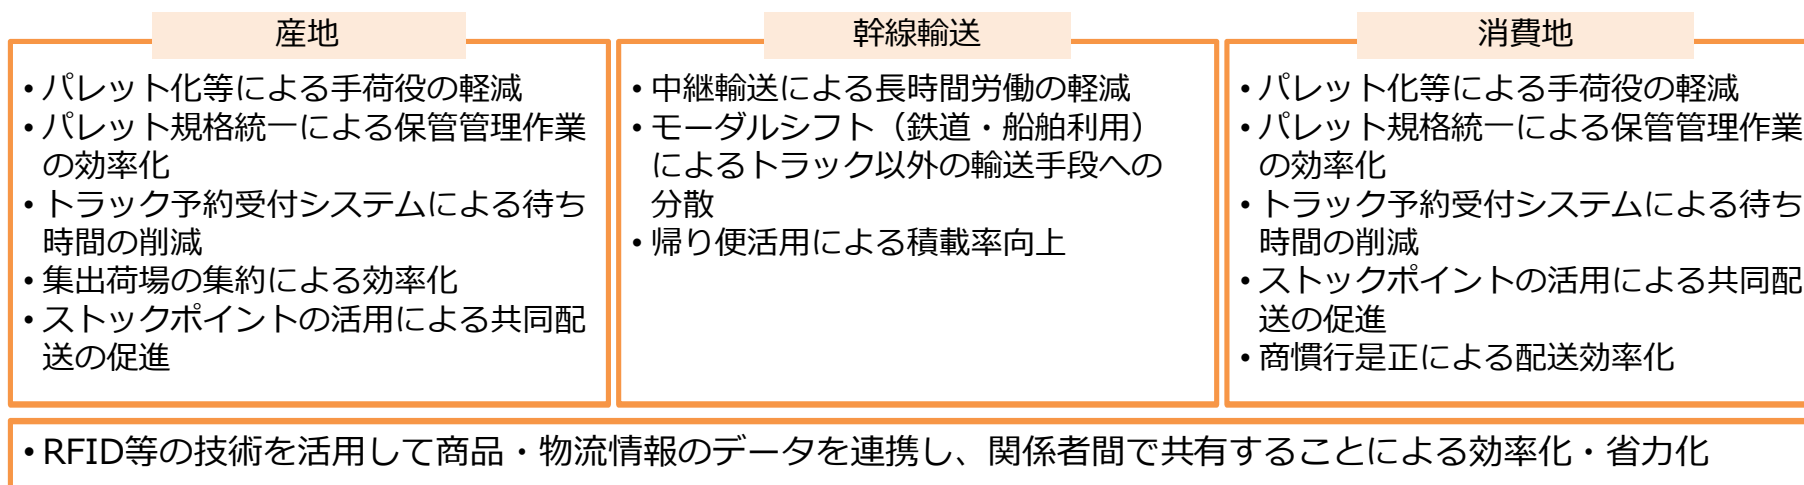 産地
• パレット化等による手荷役の軽減
• パレット規格統一による保管管理作業
の効率化
• トラック予約受付システムによる待ち
時間の削減
• 集出荷場の集約による効率化
• ストックポイントの活用による共同配
送の促進
幹線輸送
• 中継輸送による長時間労働の軽減
• モーダルシフト（鉄道・船舶利用）
によるトラック以外の輸送手段への
分散
• 帰り便活用による積載率向上
消費地
• パレット化等による手荷役の軽減
• パレット規格統一による保管管理作業
の効率化
• トラック予約受付システムによる待ち
時間の削減
• ストックポイントの活用による共同配
送の促進
• 商慣行是正による配送効率化
• RFID等の技術を活用して商品・物流情報のデータを連携し、関係者間で共有することによる効率化・省力化